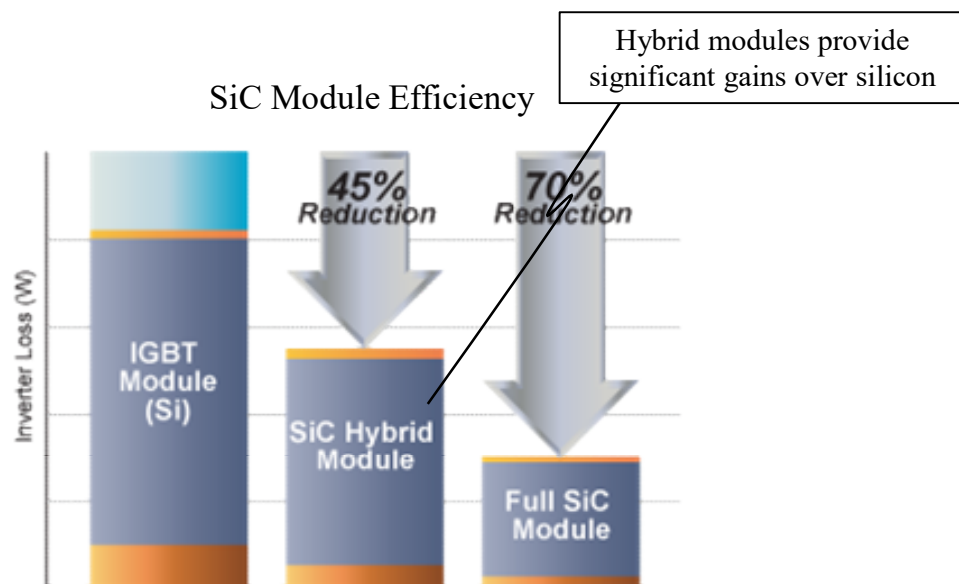 Hybrid modules provide
significant gains over silicon
SiC Module Efficiency
45%
Reduction
70%
Reduction
Inverter Loss (W)
IGBT
Module
(Si)
SiC Hybrid
Module
Full SiC
Module